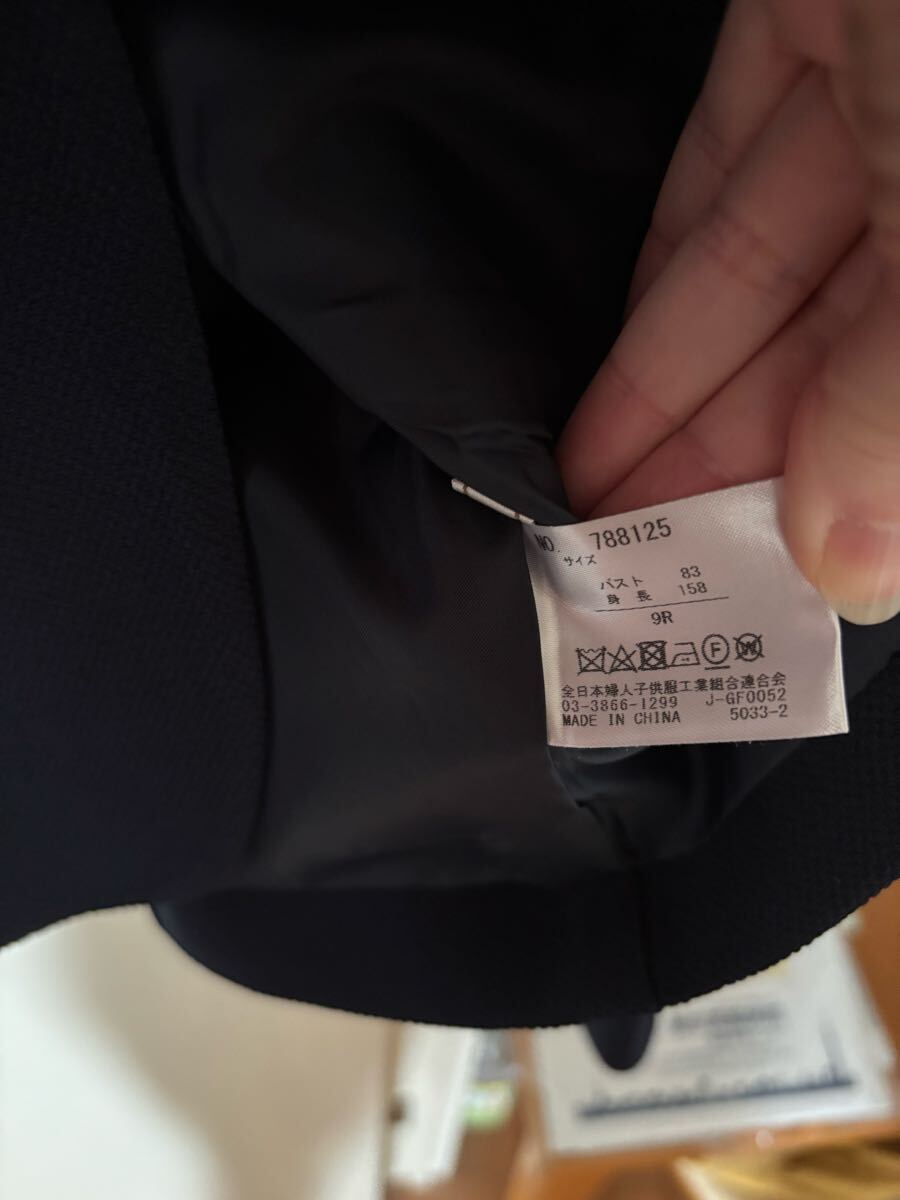 NO. 788125
サイズ
バスト 83
身長 158
9R
F W
全日本婦人子供服工業組合連合会
03-3866-1299 J-GF0052
MADE IN CHINA 5033-2